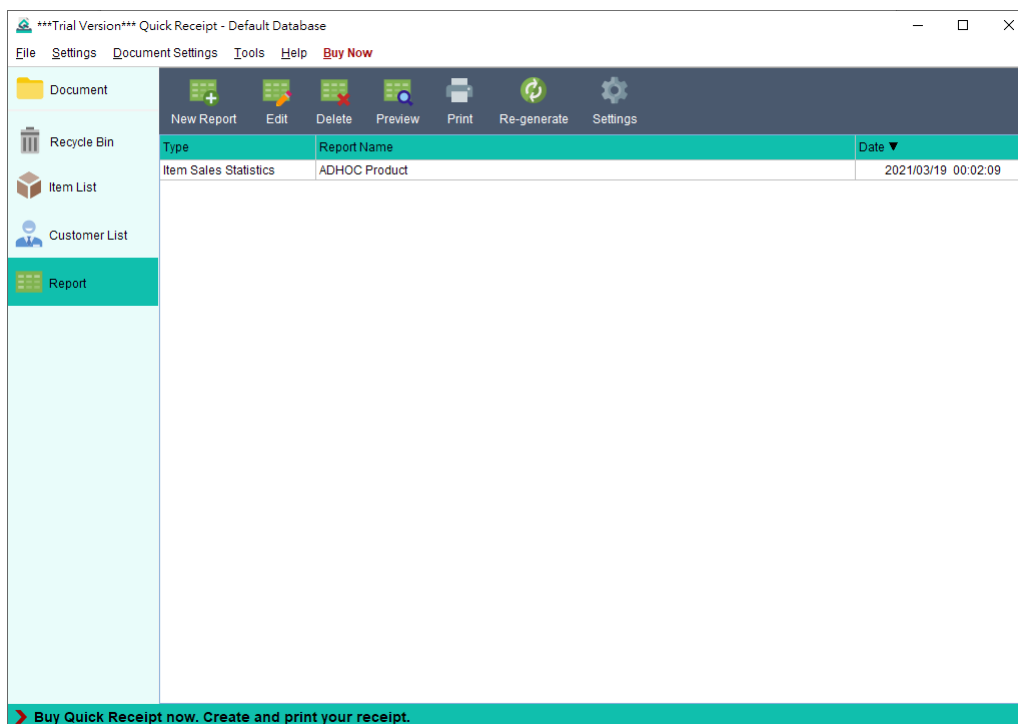 ***Trial Version*** Quick Receipt - Default Database
File Settings Document Settings Tools Help Buy Now
Document
Recycle Bin
Item List
Customer List
Report
New Report Edit Delete Preview Print Re-generate Settings
Type Report Name Date ▼
Item Sales Statistics ADHOC Product 2021/03/19 00:02:09
Buy Quick Receipt now. Create and print your receipt.